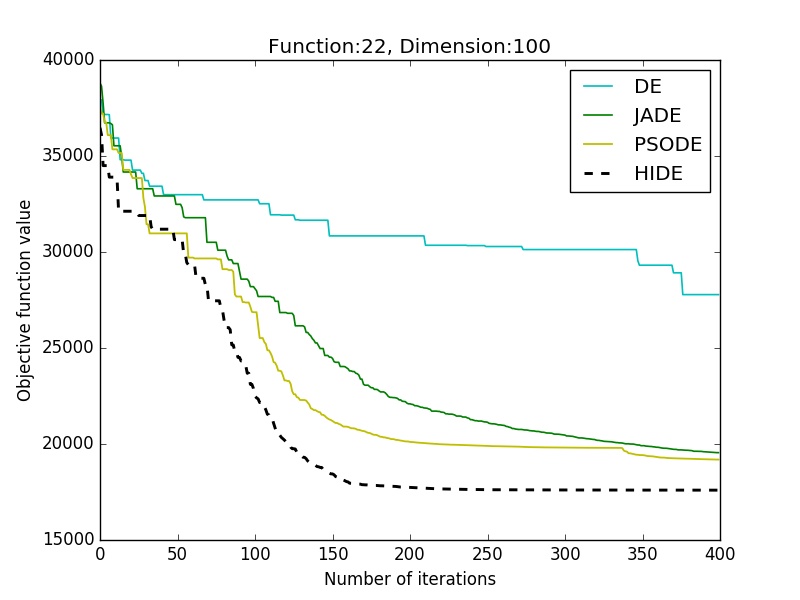 Function:22, Dimension:100
40000
35000
30000
25000
20000
15000
Objective function value
0 50 100 150 200 250 300 350 400
Number of iterations
DE
JADE
PSODE
HIDE